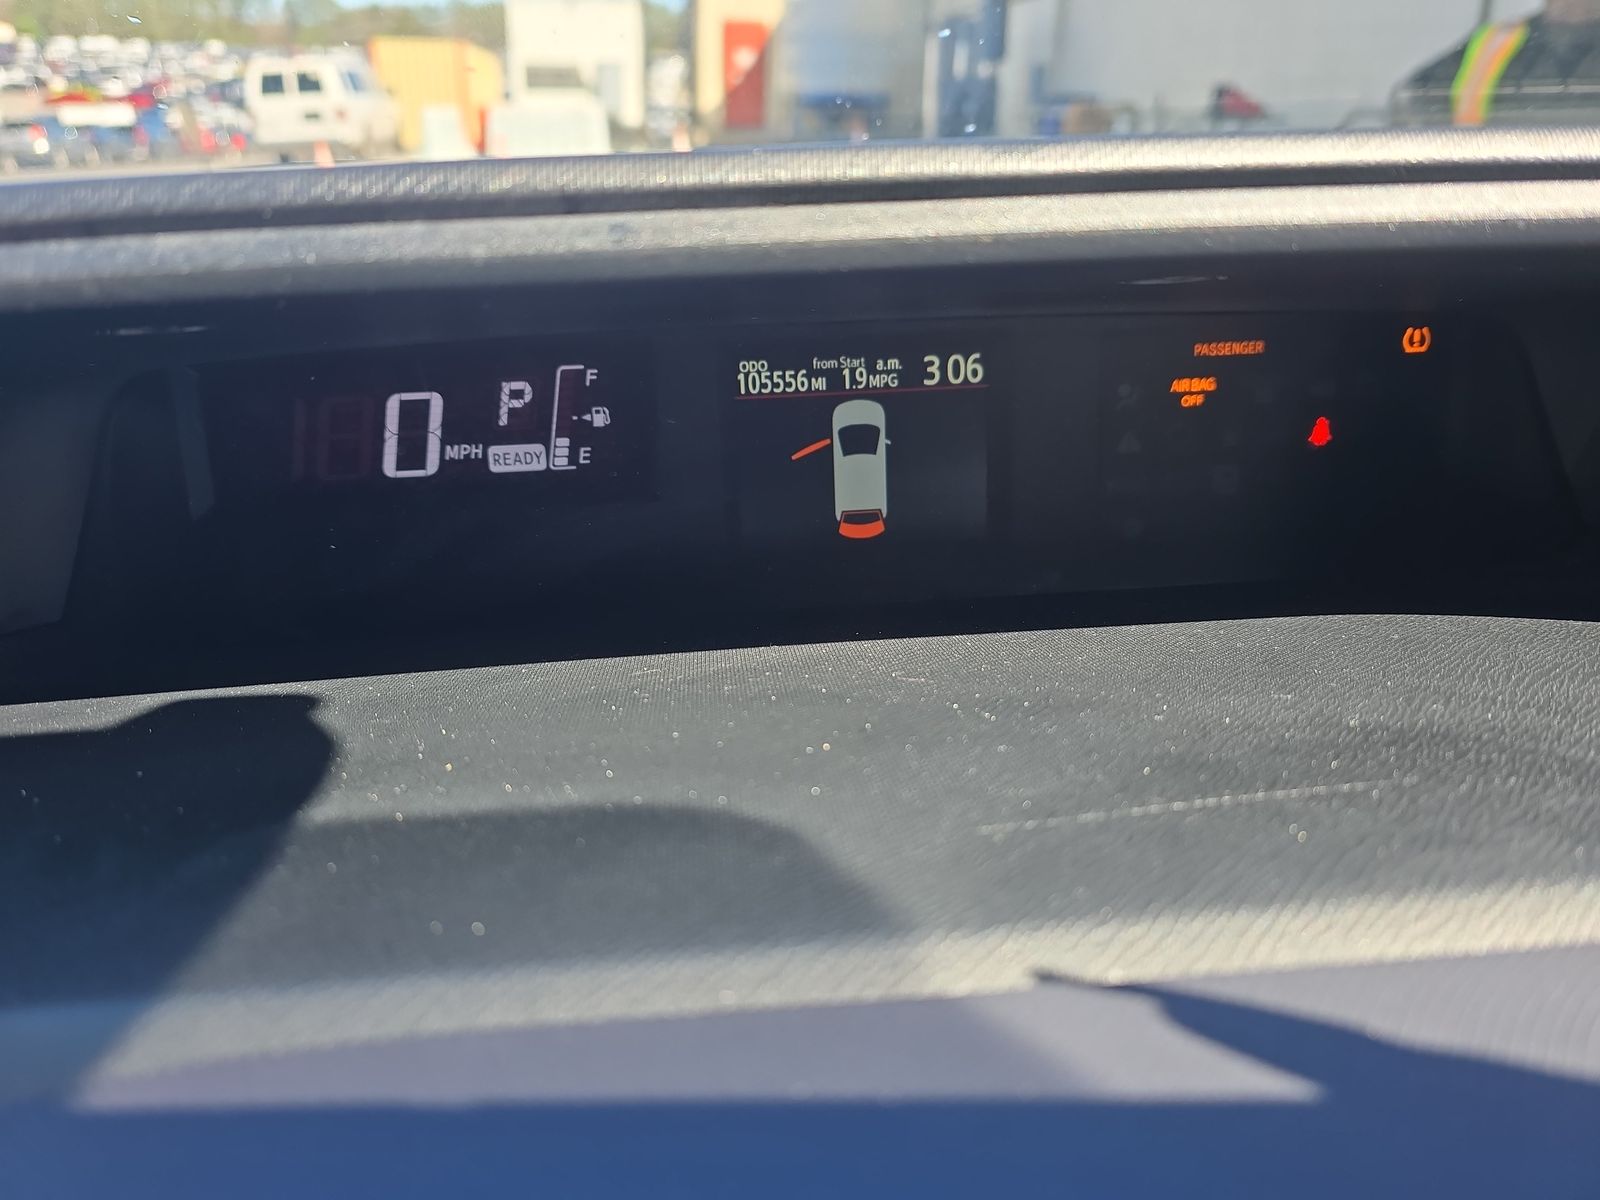 0 MPH
P
READY
F
E
ODO
105556 MI
from Start
1.9 MPG
a.m.
3 06
PASSENGER
AIR BAG
OFF